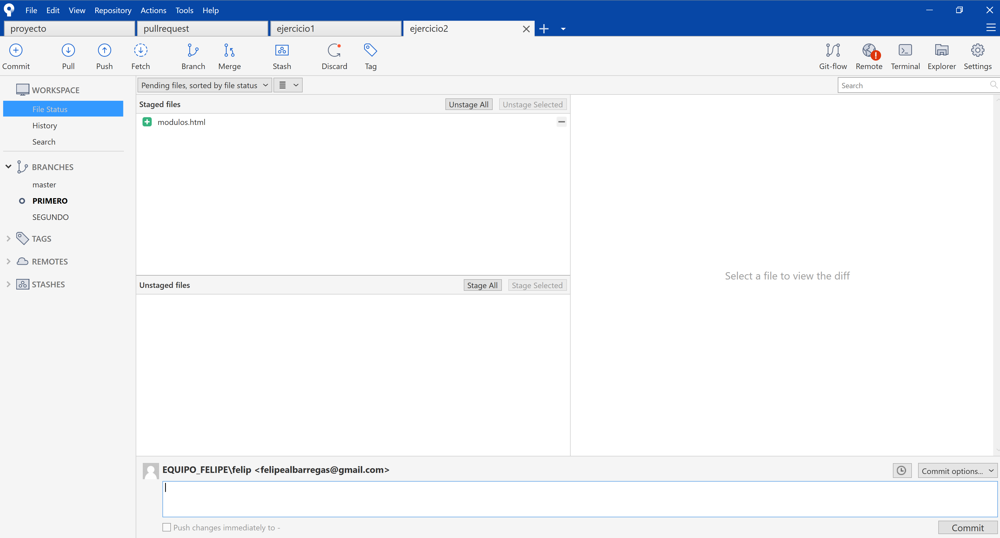 File Edit View Repository Actions Tools Help
proyecto pullrequest ejercicio1 ejercicio2
Commit Pull Push Fetch Branch Merge Stash Discard Tag Git-flow Remote Terminal Explorer Settings
WORKSPACE
File Status
History
Search
BRANCHES
master
PRIMERO
SEGUNDO
TAGS
REMOTES
STASHES
Pending files, sorted by file status
Search
Staged files Unstage All Unstage Selected
modulos.html
Unstaged files Stage All Stage Selected
Select a file to view the diff
EQUIPO_FELIPE\felip <felipealbarregas@gmail.com>
Commit options...
Push changes immediately to -
Commit